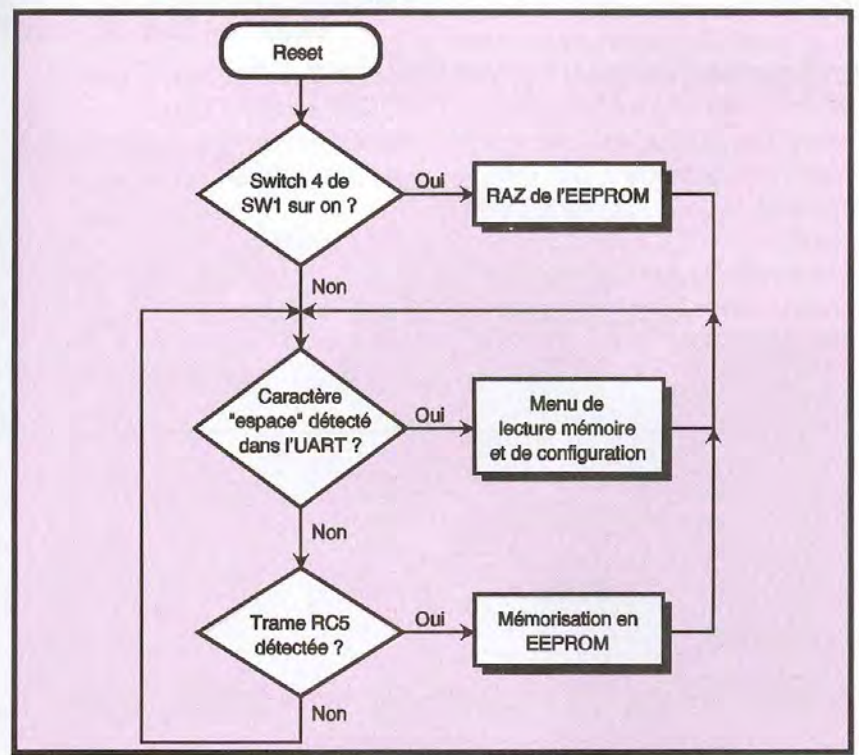 Reset
Switch 4 de
SW1 sur on ?
Oui
RAZ de l'EEPROM
Non
Caractère
"espace" détecté
dans l'UART ?
Oui
Menu de
lecture mémoire
et de configuration
Non
Trame RC5
détectée ?
Oui
Mémorisation en
EEPROM
Non